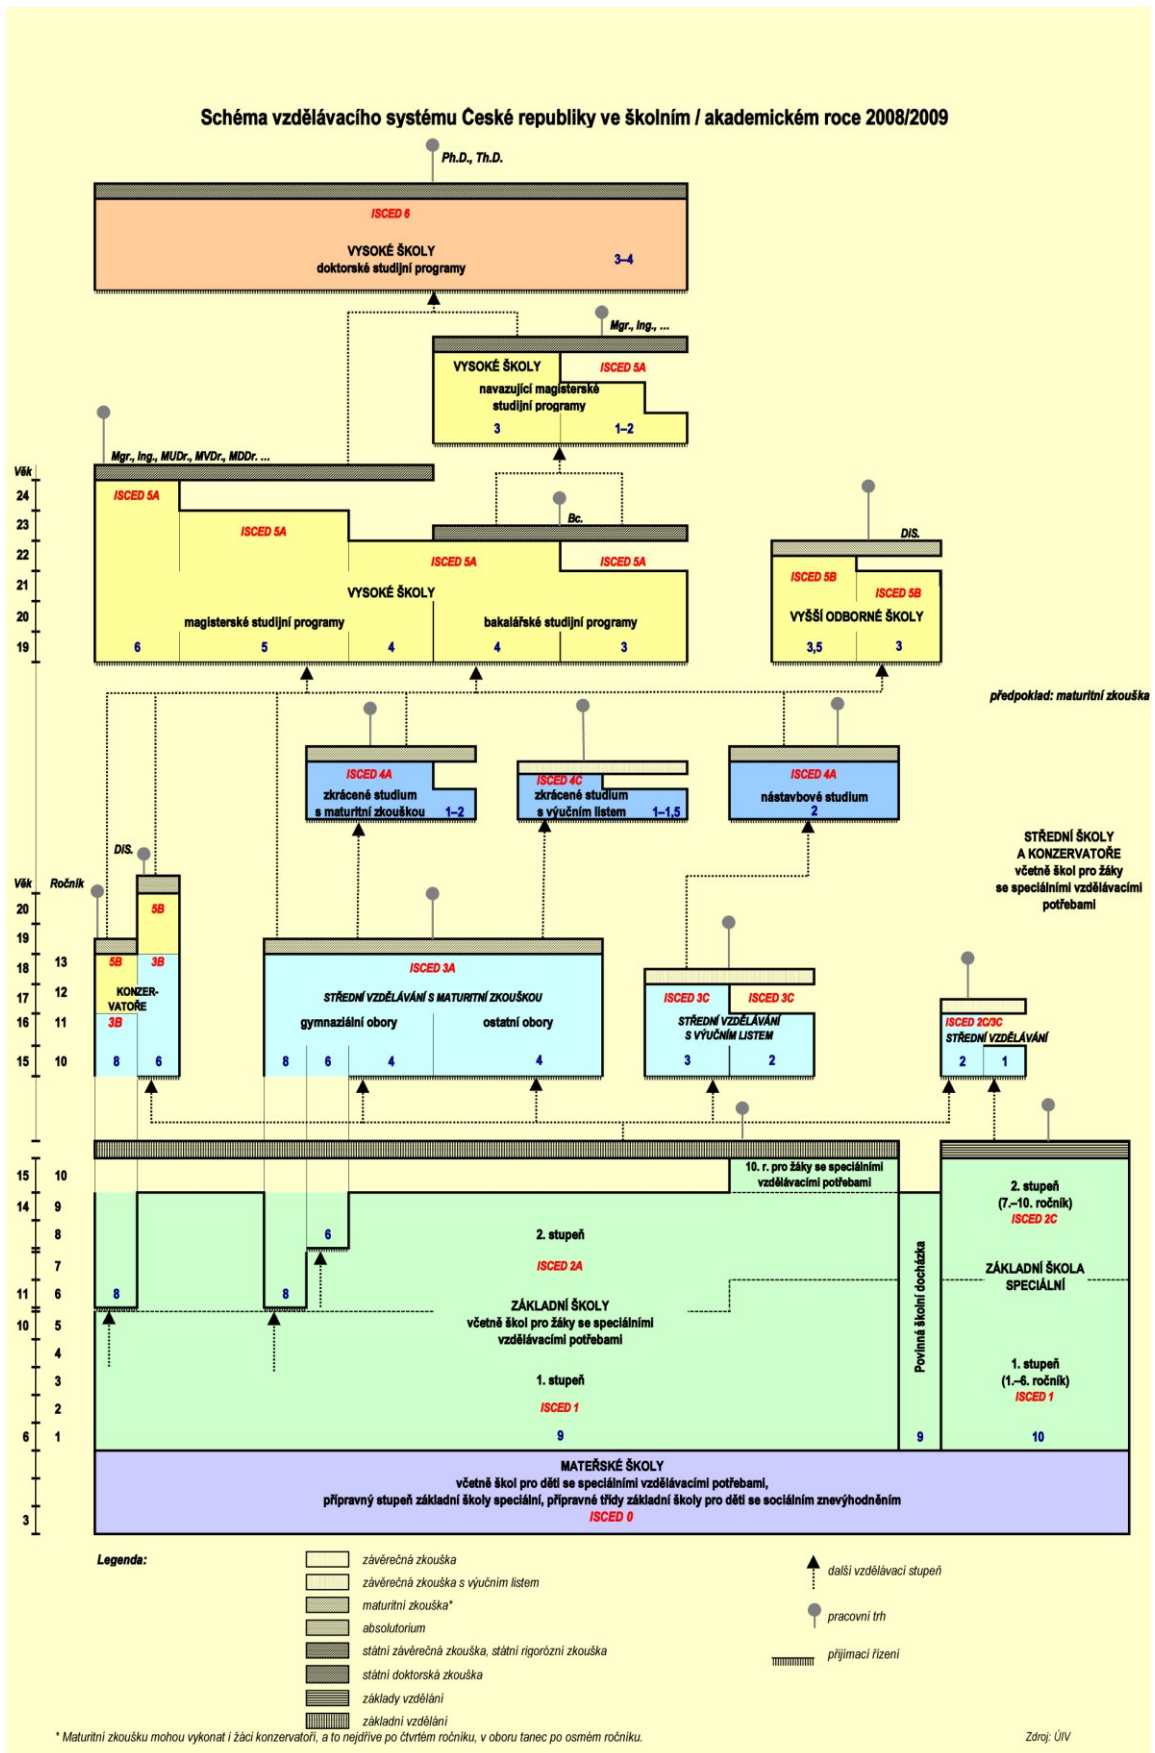 Schéma vzdělávacího systému České republiky ve školním / akademickém roce 2008/2009
Ph.D., Th.D.
ISCED 6
VYSOKÉ ŠKOLY
doktorské studijní programy
3–4
Mgr., Ing., ...
VYSOKÉ ŠKOLY
ISCED 5A
navazující magisterské
studijní programy
3
1–2
Mgr., Ing., MUDr., MVDr., MDDr. ...
Věk
24
23
22
21
20
19
ISCED 5A
ISCED 5A
Bc.
ISCED 5A
ISCED 5A
VYSOKÉ ŠKOLY
magisterské studijní programy
bakalářské studijní programy
6
5
4
4
3
DiS.
ISCED 5B
ISCED 5B
VYŠŠÍ ODBORNÉ ŠKOLY
3,5
3
předpoklad: maturitní zkouška
ISCED 4A
zkrácené studium
s maturitní zkouškou
1–2
ISCED 4C
zkrácené studium
s výučním listem
1–1,5
ISCED 4A
nástavbové studium
2
STŘEDNÍ ŠKOLY
A KONZERVATOŘE
včetně škol pro žáky
se speciálními vzdělávacími
potřebami
DiS.
Věk
Ročník
20
19
18
13
17
12
16
11
15
10
5B
5B
3B
KONZER-
VATOŘE
3B
8
6
ISCED 3A
STŘEDNÍ VZDĚLÁVÁNÍ S MATURITNÍ ZKOUŠKOU
gymnaziální obory
ostatní obory
8
6
4
4
ISCED 3C
ISCED 3C
STŘEDNÍ VZDĚLÁVÁNÍ
S VÝUČNÍM LISTEM
3
2
ISCED 2C/3C
STŘEDNÍ VZDĚLÁVÁNÍ
2
1
15
10
14
9
8
7
11
6
10
5
4
3
2
6
1
3
10. r. pro žáky se speciálními
vzdělávacími potřebami
8
8
6
2. stupeň
ISCED 2A
ZÁKLADNÍ ŠKOLY
včetně škol pro žáky se speciálními
vzdělávacími potřebami
1. stupeň
ISCED 1
9
Povinná školní docházka
9
2. stupeň
(7.–10. ročník)
ISCED 2C
ZÁKLADNÍ ŠKOLA
SPECIÁLNÍ
1. stupeň
(1.–6. ročník)
ISCED 1
10
MATEŘSKÉ ŠKOLY
včetně škol pro děti se speciálními vzdělávacími potřebami,
přípravný stupeň základní školy speciální, přípravné třídy základní školy pro děti se sociálním znevýhodněním
ISCED 0
Legenda:
závěrečná zkouška
závěrečná zkouška s výučním listem
maturitní zkouška*
absolutorium
státní závěrečná zkouška, státní rigorózní zkouška
státní doktorská zkouška
základy vzdělání
základní vzdělání
další vzdělávací stupeň
pracovní trh
přijímací řízení
* Maturitní zkoušku mohou vykonat i žáci konzervatoří, a to nejdříve po čtvrtém ročníku, v oboru tanec po osmém ročníku.
Zdroj: ÚIV